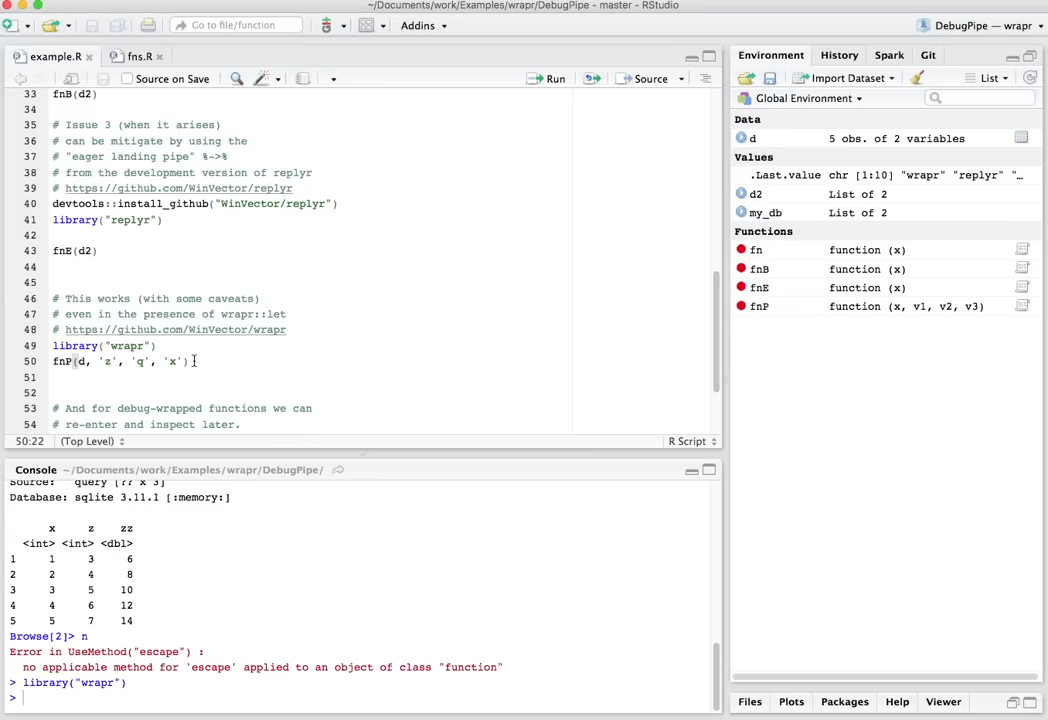 ~/Documents/work/Examples/wrapr/DebugPipe - master - RStudio
Go to file/function
Addins
DebugPipe — wrapr
example.R
fns.R
Source on Save
Run
Source
33 fnB(d2)
34
35 # Issue 3 (when it arises)
36 # can be mitigate by using the
37 # "eager landing pipe" %->%
38 # from the development version of replyr
39 # https://github.com/WinVector/replyr
40 devtools::install_github("WinVector/replyr")
41 library("replyr")
42
43 fnE(d2)
44
45
46 # This works (with some caveats)
47 # even in the presence of wrapr::let
48 # https://github.com/WinVector/wrapr
49 library("wrapr")
50 fnP(d, 'z', 'q', 'x')
51
52
53 # And for debug-wrapped functions we can
54 # re-enter and inspect later.
50:22 (Top Level) R Script
Console ~/Documents/work/Examples/wrapr/DebugPipe/
Source: query [?? x 3]
Database: sqlite 3.11.1 [:memory:]
x z zz
<int> <int> <dbl>
1 1 3 6
2 2 4 8
3 3 5 10
4 4 6 12
5 5 7 14
Browse[2]> n
Error in UseMethod("escape") :
no applicable method for 'escape' applied to an object of class "function"
> library("wrapr")
>
Environment History Spark Git
Import Dataset
List
Global Environment
Data
d 5 obs. of 2 variables
Values
.Last.value chr [1:10] "wrapr" "replyr" "…
d2 List of 2
my_db List of 2
Functions
fn function (x)
fnB function (x)
fnE function (x)
fnP function (x, v1, v2, v3)
Files Plots Packages Help Viewer